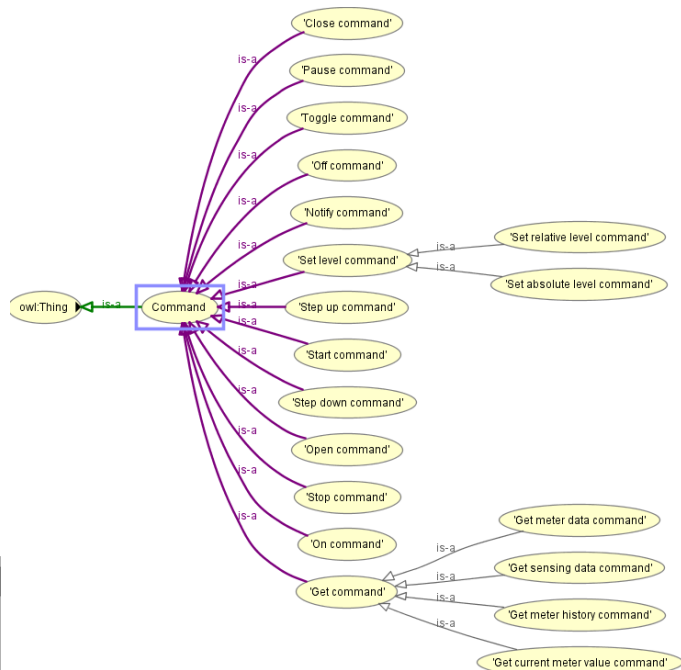 'Close command'
is-a
'Pause command'
is-a
'Toggle command'
is-a
'Off command'
is-a
'Notify command'
is-a
'Set relative level command'
is-a
'Set level command'
is-a
'Set absolute level command'
is-a
owl:Thing
is-a
Command
is-a
'Step up command'
is-a
'Start command'
is-a
'Step down command'
is-a
'Open command'
is-a
'Stop command'
is-a
'On command'
is-a
'Get command'
'Get meter data command'
is-a
'Get sensing data command'
is-a
'Get meter history command'
is-a
'Get current meter value command'
is-a